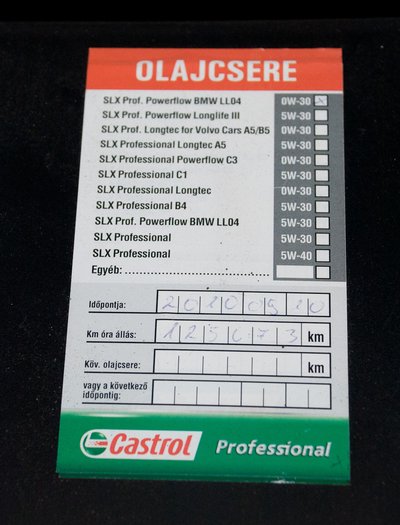 OLAJCSERE
SLX Prof. Powerflow BMW LL04 0W-30 x
SLX Prof. Powerflow Longlife III 5W-30
SLX Prof. Longtec for Volvo Cars A5/B5 0W-30
SLX Professional Longtec A5 5W-30
SLX Professional Powerflow C3 0W-30
SLX Professional C1 5W-30
SLX Professional Longtec 0W-30
SLX Professional B4 5W-30
SLX Prof. Powerflow BMW LL04 5W-30
SLX Professional 5W-30
SLX Professional 5W-40
Egyéb: ..............................
Időpontja: 20100910
Km óra állás: 125673 km
Köv. olajcsere: km
vagy a következő
időpontig:
Castrol Professional